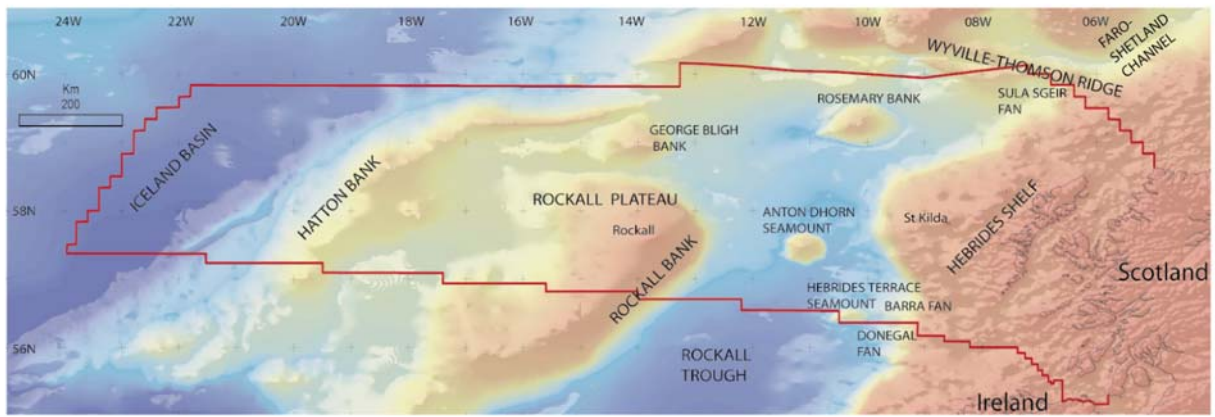 24W 22W 20W 18W 16W 14W 12W 10W 08W 06W
FARO-
SHETLAND
CHANNEL
WYVILLE-THOMSON RIDGE
60N
Km
200
ROSEMARY BANK
SULA SGEIR
FAN
GEORGE BLIGH
BANK
ICELAND BASIN
HATTON BANK
ROCKALL PLATEAU
58N
Rockall
ANTON DHORN
SEAMOUNT
St Kilda
HEBRIDES SHELF
ROCKALL BANK
Scotland
HEBRIDES TERRACE
SEAMOUNT
BARRA FAN
DONEGAL
FAN
56N
ROCKALL
TROUGH
Ireland